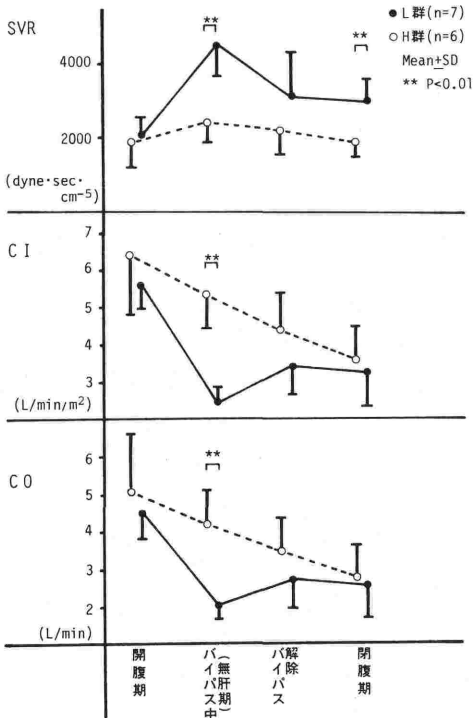 SVR
**
**
● L群(n=7)
○ H群(n=6)
Mean±SD
** P<0.01
4000
2000
(dyne・sec・
cm⁻⁵)
CI
**
7
6
5
4
3
(L/min/m²)
CO
**
6
5
4
3
2
(L/min)
開腹期
バイパス中
(無肝期)
バイパス
解除
閉腹期